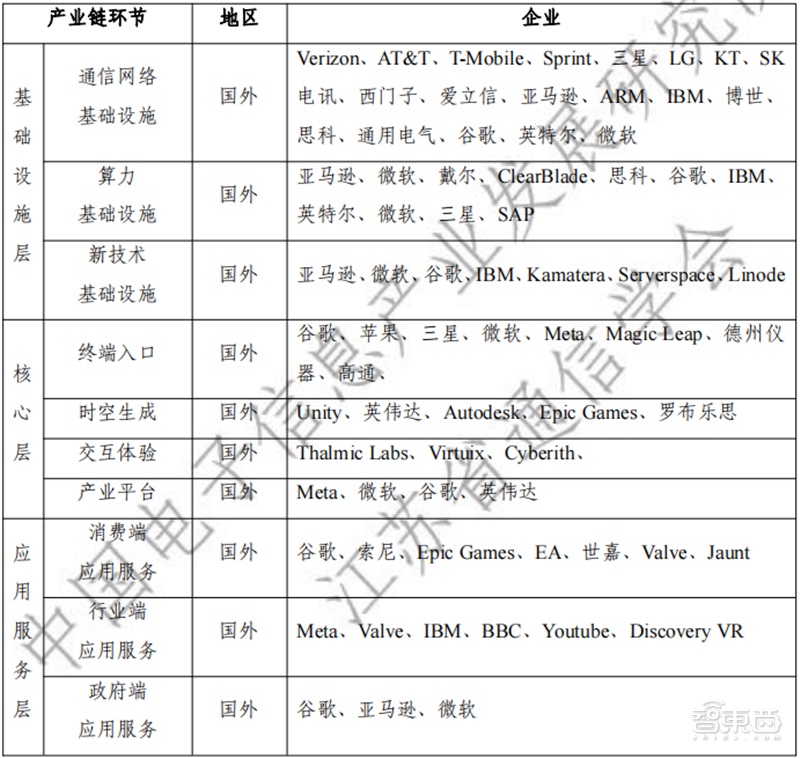 产业链环节 地区 企业
基础设施层
通信网络
基础设施
国外
Verizon、AT&T、T-Mobile、Sprint、三星、LG、KT、SK
电讯、西门子、爱立信、亚马逊、ARM、IBM、博世、
思科、通用电气、谷歌、英特尔、微软
算力
基础设施
国外
亚马逊、微软、戴尔、ClearBlade、思科、谷歌、IBM、
英特尔、微软、三星、SAP
新技术
基础设施
国外
亚马逊、微软、谷歌、IBM、Kamatera、Serverspace、Linode
核心层
终端入口
国外
谷歌、苹果、三星、微软、Meta、Magic Leap、德州仪
器、高通、
时空生成 国外 Unity、英伟达、Autodesk、Epic Games、罗布乐思
交互体验 国外 Thalmic Labs、Virtuix、Cyberith、
产业平台 国外 Meta、微软、谷歌、英伟达
应用服务层
消费端
应用服务
国外
谷歌、索尼、Epic Games、EA、世嘉、Valve、Jaunt
行业端
应用服务
国外
Meta、Valve、IBM、BBC、Youtube、Discovery VR
政府端
应用服务
国外
谷歌、亚马逊、微软
中国电子信息产业发展研究院
江苏省通信学会
智东西
zhidx.com